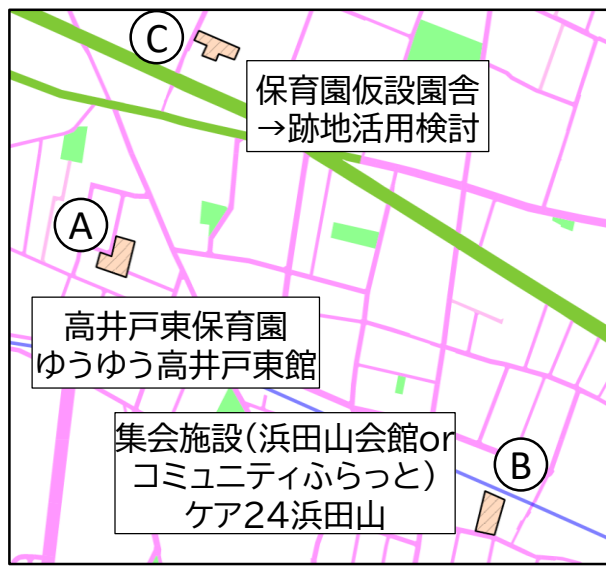 C
保育園仮設園舎
→跡地活用検討
A
高井戸東保育園
ゆうゆう高井戸東館
集会施設(浜田山会館or
コミュニティふらっと)
ケア24浜田山
B